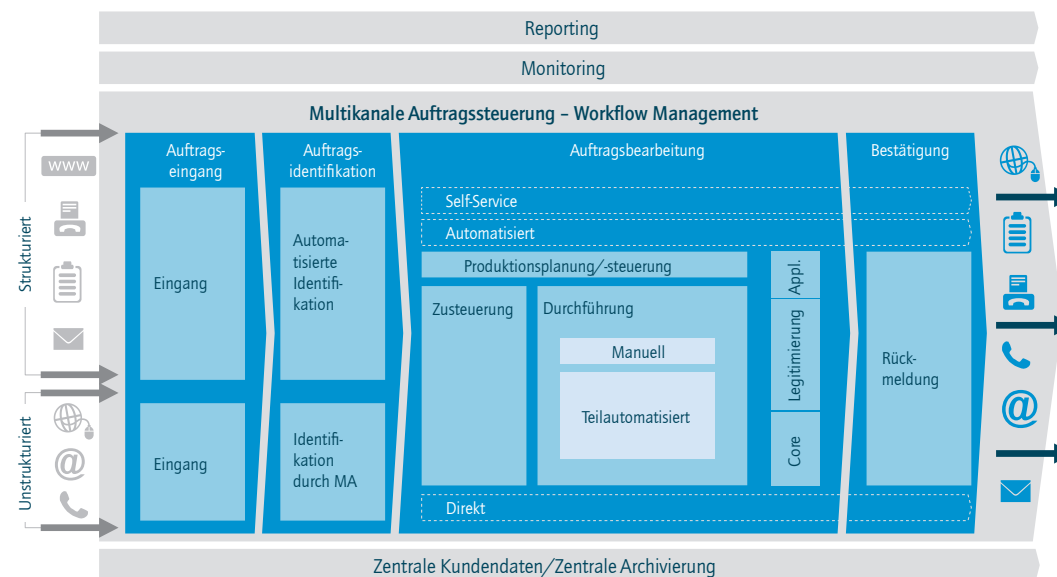 Reporting
Monitoring
Multikanale Auftragssteuerung – Workflow Management
Strukturiert
www
Unstrukturiert
@
Auftrags-
eingang
Eingang
Eingang
Auftrags-
identifikation
Automa-
tisierte
Identifi-
kation
Identifi-
kation
durch MA
Auftragsbearbeitung
Self-Service
Automatisiert
Produktionsplanung/-steuerung
Zusteuerung
Durchführung
Manuell
Teilautomatisiert
Appl.
Legitimierung
Core
Direkt
Bestätigung
Rück-
meldung
@
Zentrale Kundendaten/Zentrale Archivierung